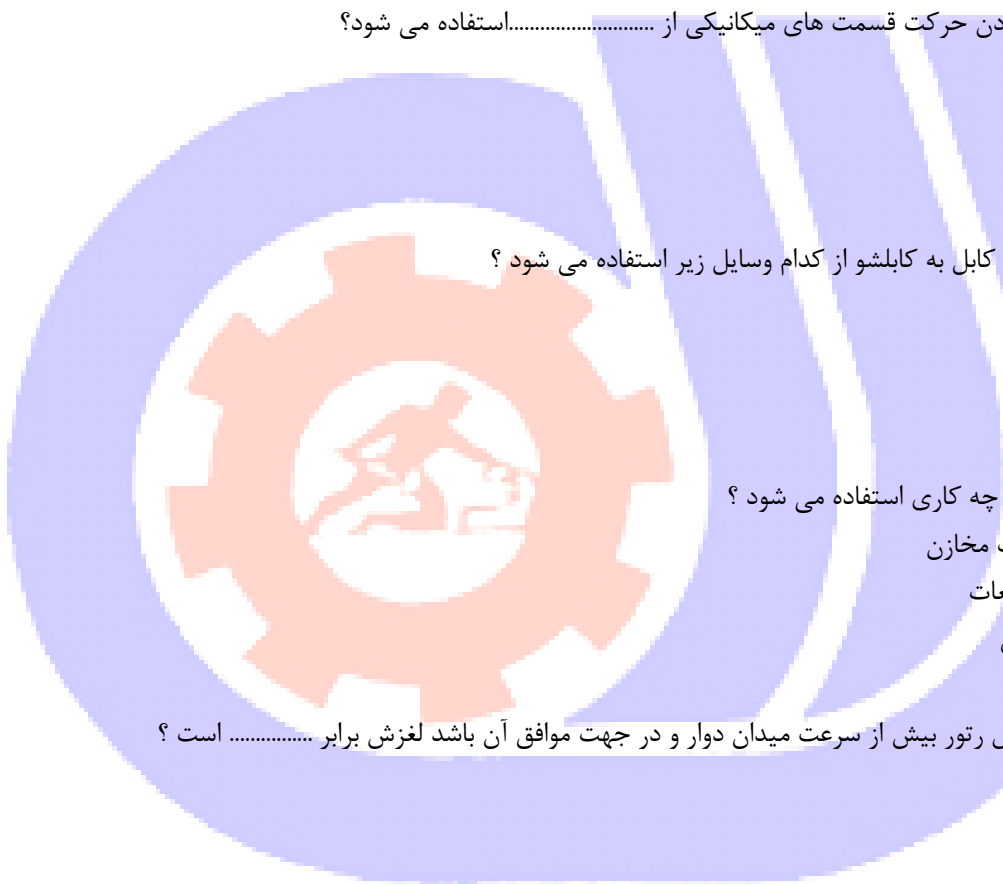 دن حرکت قسمت های میکانیکی از ............................استفاده می شود؟
کابل به کابلشو از کدام وسایل زیر استفاده می شود ؟
چه کاری استفاده می شود ؟
مخازن
رتور بیش از سرعت میدان دوار و در جهت موافق آن باشد لغزش برابر ................ است ؟